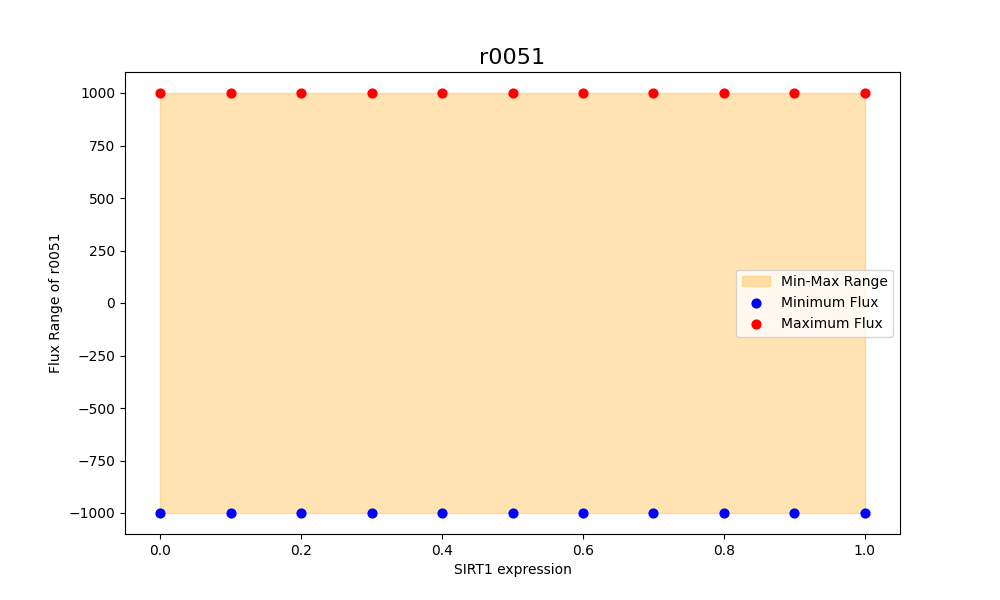 r0051
1000
750
500
250
0
−250
−500
−750
−1000
Flux Range of r0051
Min-Max Range
Minimum Flux
Maximum Flux
0.0 0.2 0.4 0.6 0.8 1.0
SIRT1 expression